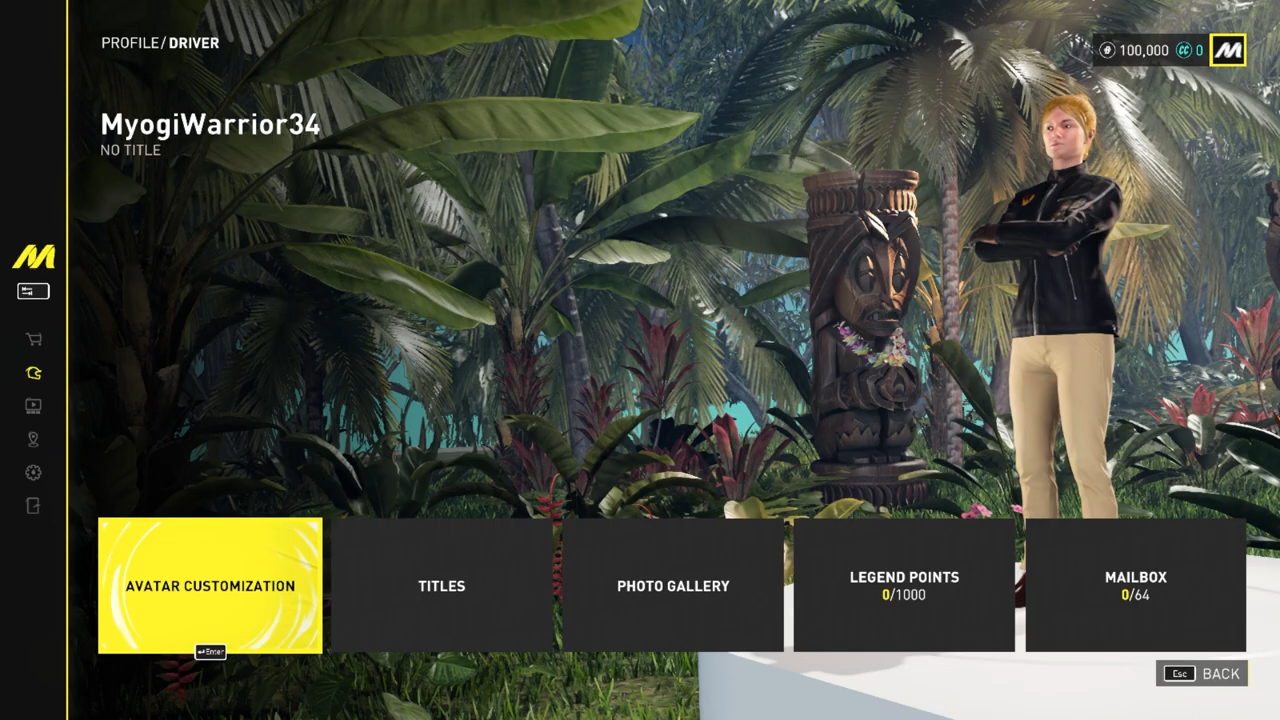 PROFILE/DRIVER
100,000
0
MyogiWarrior34
NO TITLE
AVATAR CUSTOMIZATION
Enter
TITLES
PHOTO GALLERY
LEGEND POINTS
0/1000
MAILBOX
0/64
Esc BACK